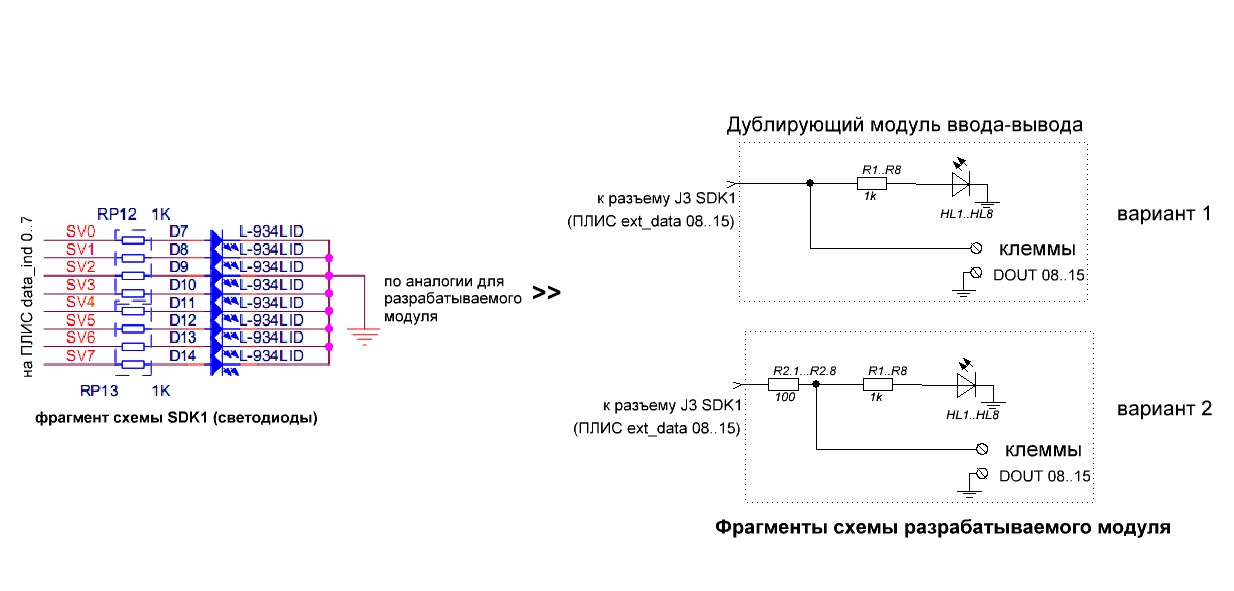 на ПЛИС data_ind 0..7
RP12 1K
SV0 D7 L-934LID
SV1 D8 L-934LID
SV2 D9 L-934LID
SV3 D10 L-934LID
SV4 D11 L-934LID
SV5 D12 L-934LID
SV6 D13 L-934LID
SV7 D14 L-934LID
RP13 1K
фрагмент схемы SDK1 (светодиоды)
по аналогии для
разрабатываемого
модуля
>>
Дублирующий модуль ввода-вывода
к разъему J3 SDK1
(ПЛИС ext_data 08..15)
R1..R8
1k
HL1..HL8
клеммы
DOUT 08..15
вариант 1
к разъему J3 SDK1
(ПЛИС ext_data 08..15)
R2.1...R2.8
100
R1..R8
1k
HL1..HL8
клеммы
DOUT 08..15
вариант 2
Фрагменты схемы разрабатываемого модуля